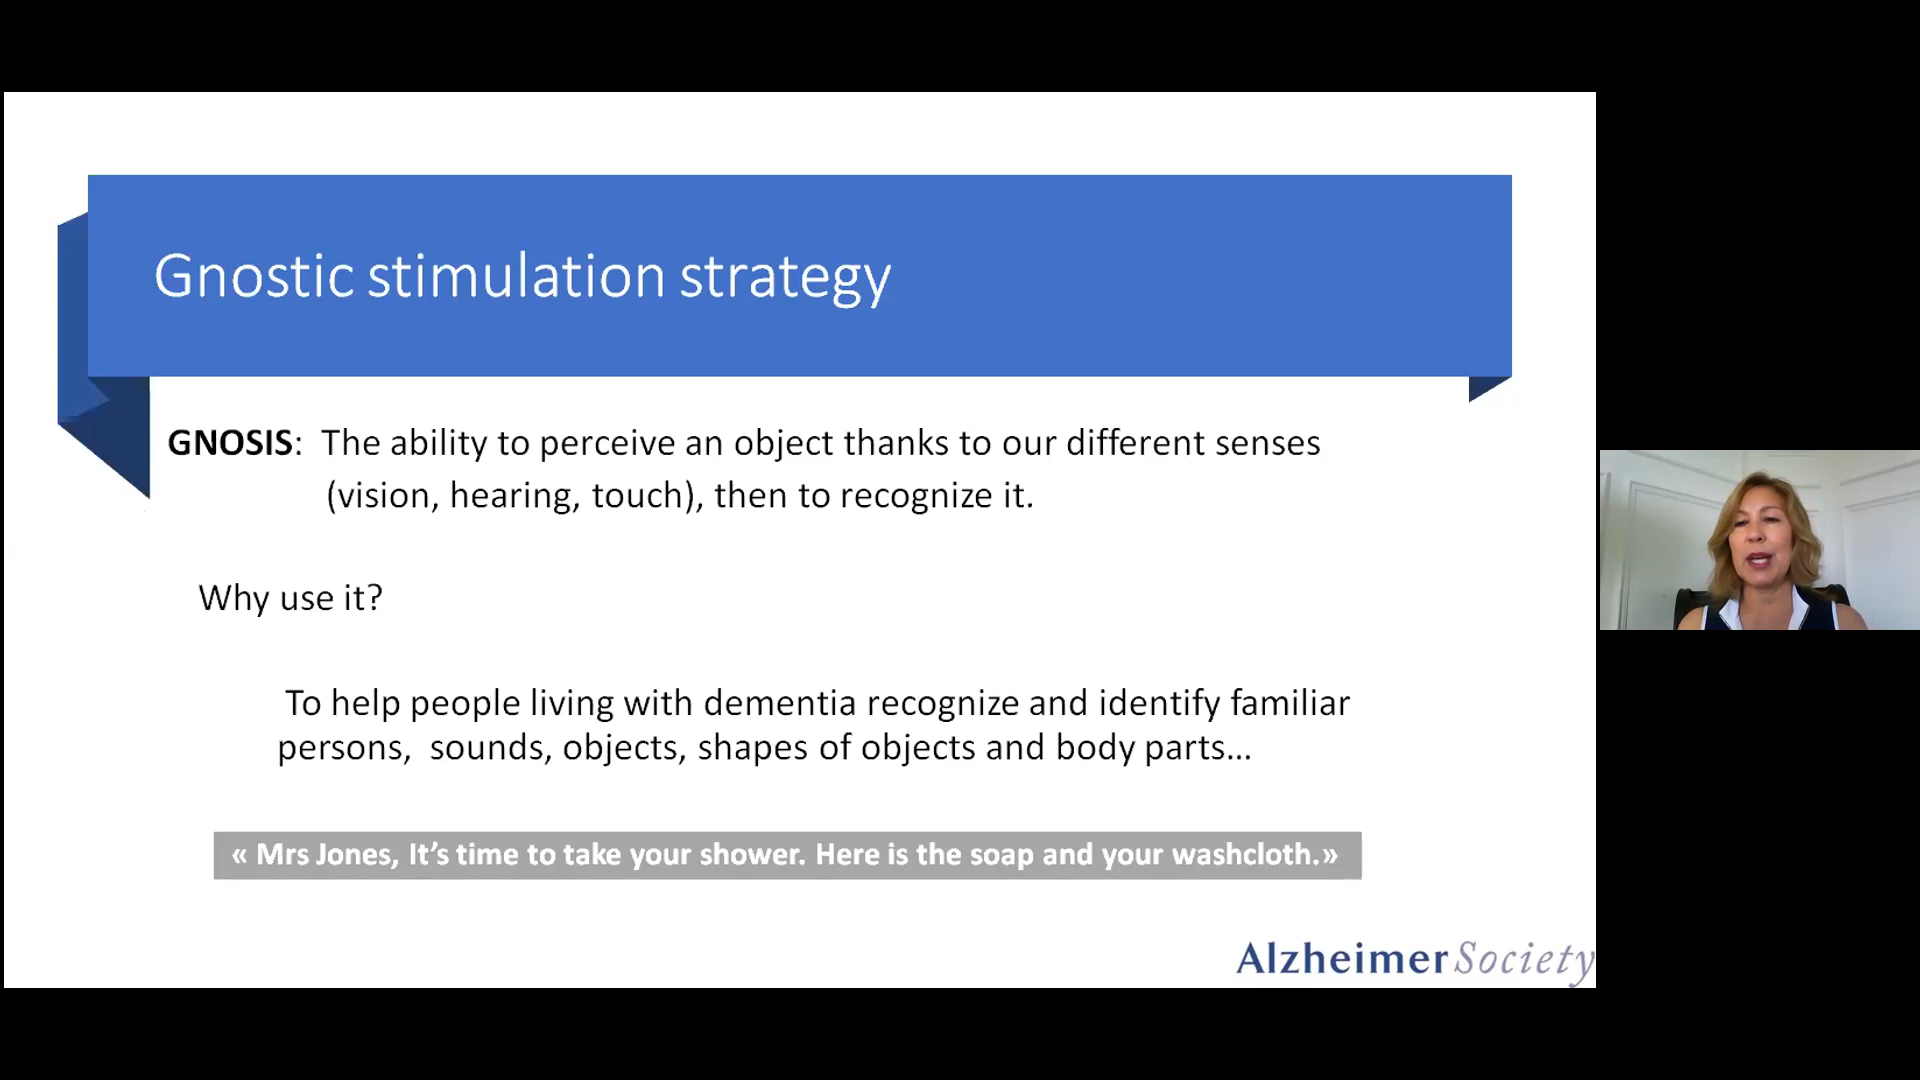 Gnostic stimulation strategy
GNOSIS: The ability to perceive an object thanks to our different senses
(vision, hearing, touch), then to recognize it.
Why use it?
To help people living with dementia recognize and identify familiar
persons, sounds, objects, shapes of objects and body parts...
« Mrs Jones, It’s time to take your shower. Here is the soap and your washcloth.»
Alzheimer Society